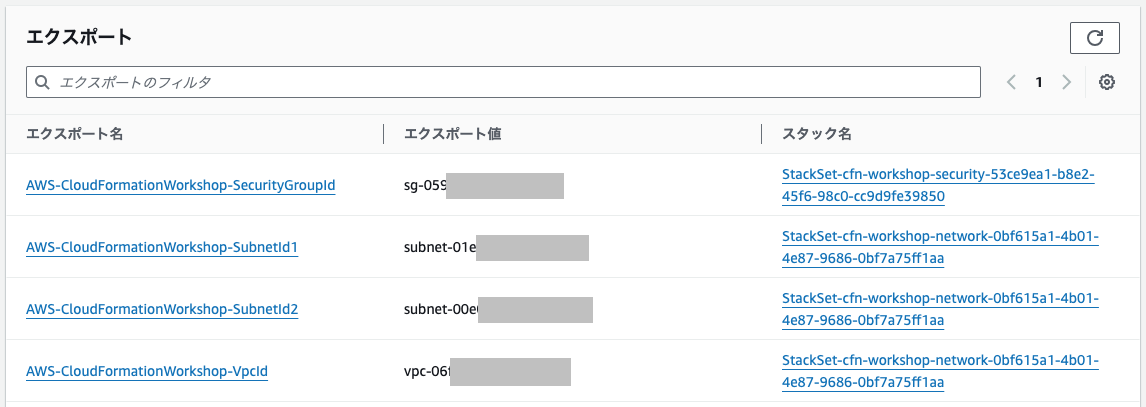 エクスポート
エクスポートのフィルタ
1
エクスポート名 エクスポート値 スタック名
AWS-CloudFormationWorkshop-SecurityGroupId sg-059 StackSet-cfn-workshop-security-53ce9ea1-b8e2-
45f6-98c0-cc9d9fe39850
AWS-CloudFormationWorkshop-SubnetId1 subnet-01e StackSet-cfn-workshop-network-0bf615a1-4b01-
4e87-9686-0bf7a75ff1aa
AWS-CloudFormationWorkshop-SubnetId2 subnet-00e StackSet-cfn-workshop-network-0bf615a1-4b01-
4e87-9686-0bf7a75ff1aa
AWS-CloudFormationWorkshop-VpcId vpc-06 StackSet-cfn-workshop-network-0bf615a1-4b01-
4e87-9686-0bf7a75ff1aa